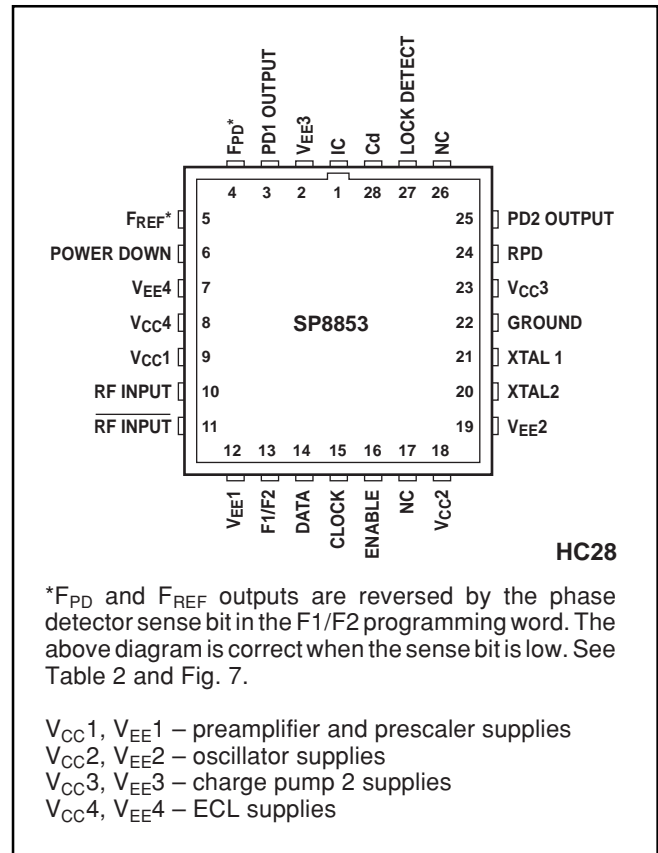 FPD*
PD1 OUTPUT
VEE3
IC
Cd
LOCK DETECT
NC
4 3 2 1 28 27 26
FREF* 5
POWER DOWN 6
VEE4 7
VCC4 8
VCC1 9
RF INPUT 10
RF INPUT 11
SP8853
25 PD2 OUTPUT
24 RPD
23 VCC3
22 GROUND
21 XTAL 1
20 XTAL2
19 VEE2
12 13 14 15 16 17 18
VEE1
F1/F2
DATA
CLOCK
ENABLE
NC
VCC2
HC28
*FPD and FREF outputs are reversed by the phase
detector sense bit in the F1/F2 programming word. The
above diagram is correct when the sense bit is low. See
Table 2 and Fig. 7.
VCC1, VEE1 – preamplifier and prescaler supplies
VCC2, VEE2 – oscillator supplies
VCC3, VEE3 – charge pump 2 supplies
VCC4, VEE4 – ECL supplies